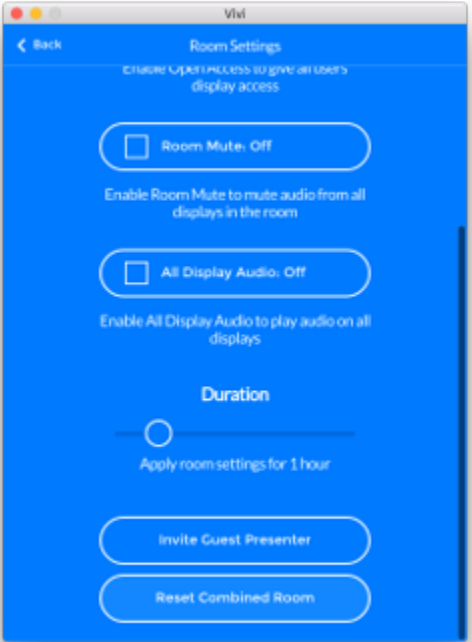 Vivi
Back
Room Settings
Enable Open Access to give all users
display access
Room Mute: Off
Enable Room Mute to mute audio from all
displays in the room
All Display Audio: Off
Enable All Display Audio to play audio on all
displays
Duration
Apply room settings for 1 hour
Invite Guest Presenter
Reset Combined Room